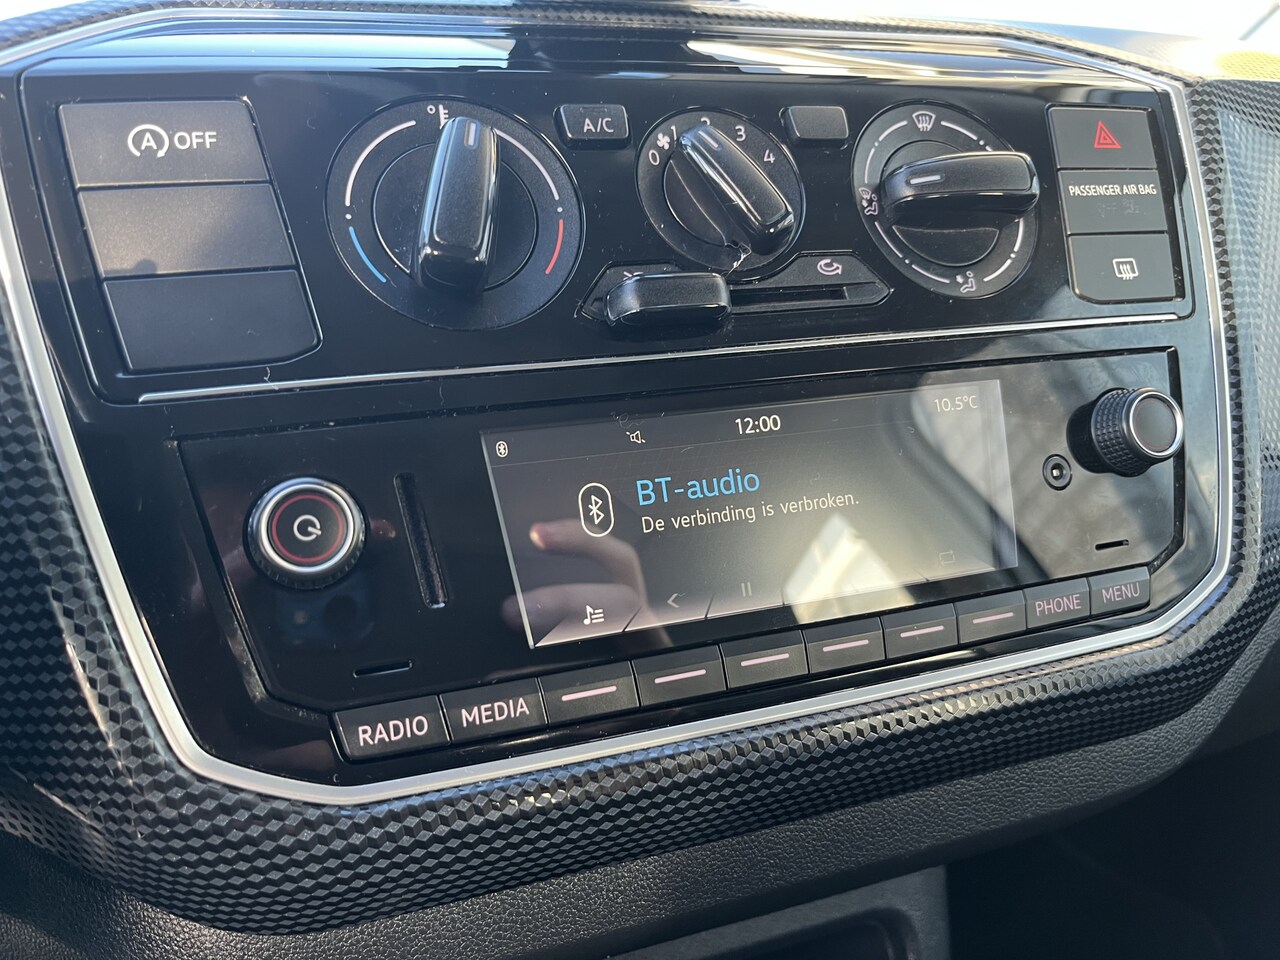 A OFF
A/C
0 1 2 3 4
PASSENGER AIR BAG
12:00
10.5°C
BT-audio
De verbinding is verbroken.
RADIO
MEDIA
PHONE
MENU